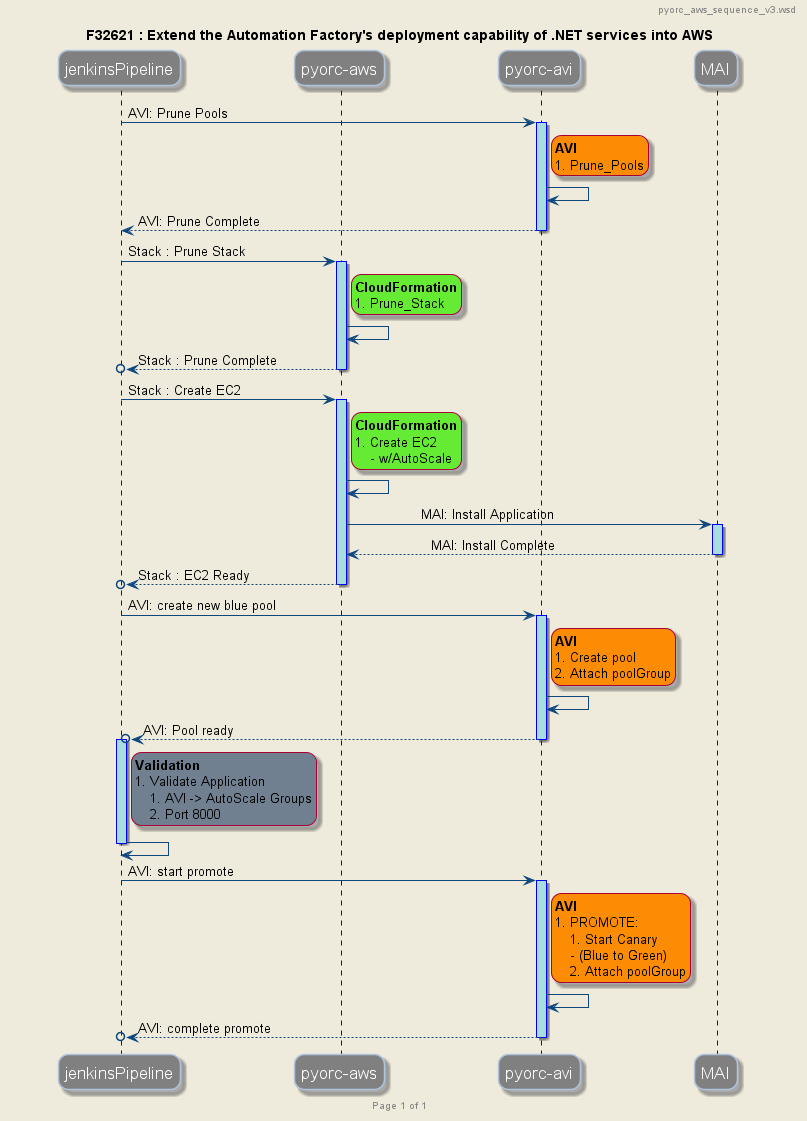 pyorc_aws_sequence_v3.wsd
F32621 : Extend the Automation Factory's deployment capability of .NET services into AWS
jenkinsPipeline
pyorc-aws
pyorc-avi
MAI
AVI: Prune Pools
AVI
1. Prune_Pools
AVI: Prune Complete
Stack : Prune Stack
CloudFormation
1. Prune_Stack
Stack : Prune Complete
Stack : Create EC2
CloudFormation
1. Create EC2
- w/AutoScale
MAI: Install Application
MAI: Install Complete
Stack : EC2 Ready
AVI: create new blue pool
AVI
1. Create pool
2. Attach poolGroup
AVI: Pool ready
Validation
1. Validate Application
1. AVI -> AutoScale Groups
2. Port 8000
AVI: start promote
AVI
1. PROMOTE:
1. Start Canary
- (Blue to Green)
2. Attach poolGroup
AVI: complete promote
jenkinsPipeline
pyorc-aws
pyorc-avi
MAI
Page 1 of 1